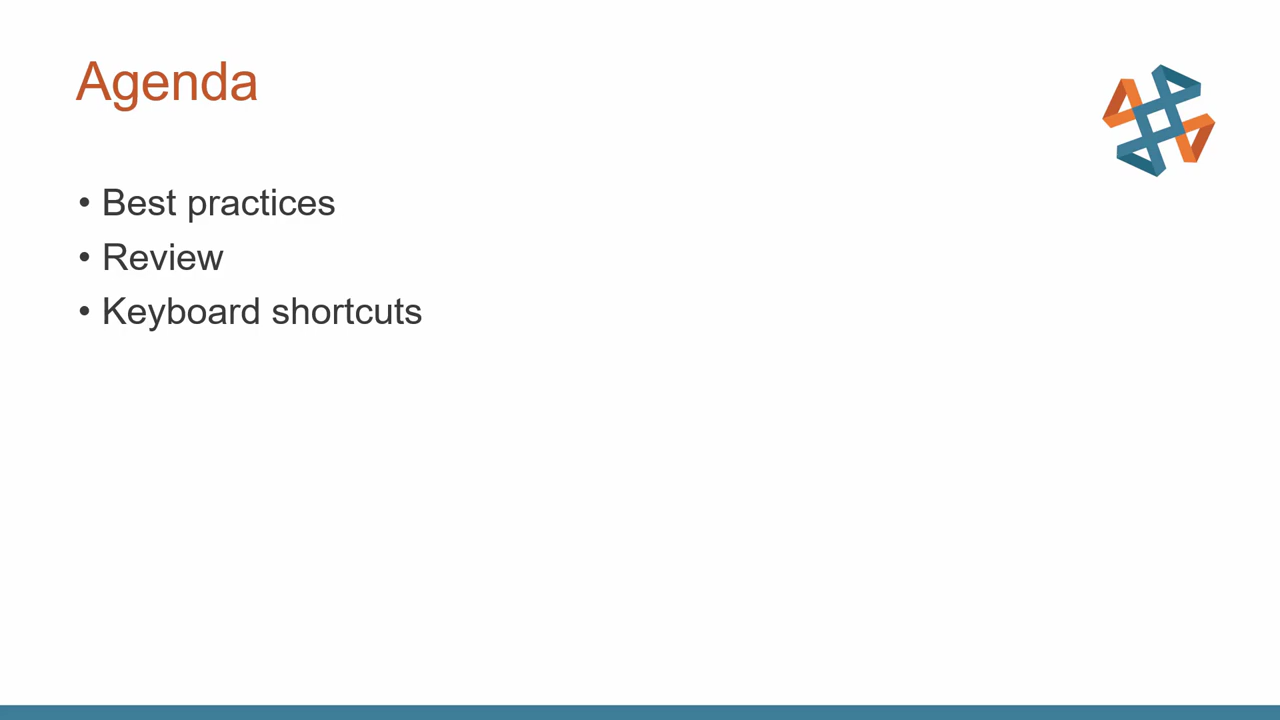 Agenda
• Best practices
• Review
• Keyboard shortcuts